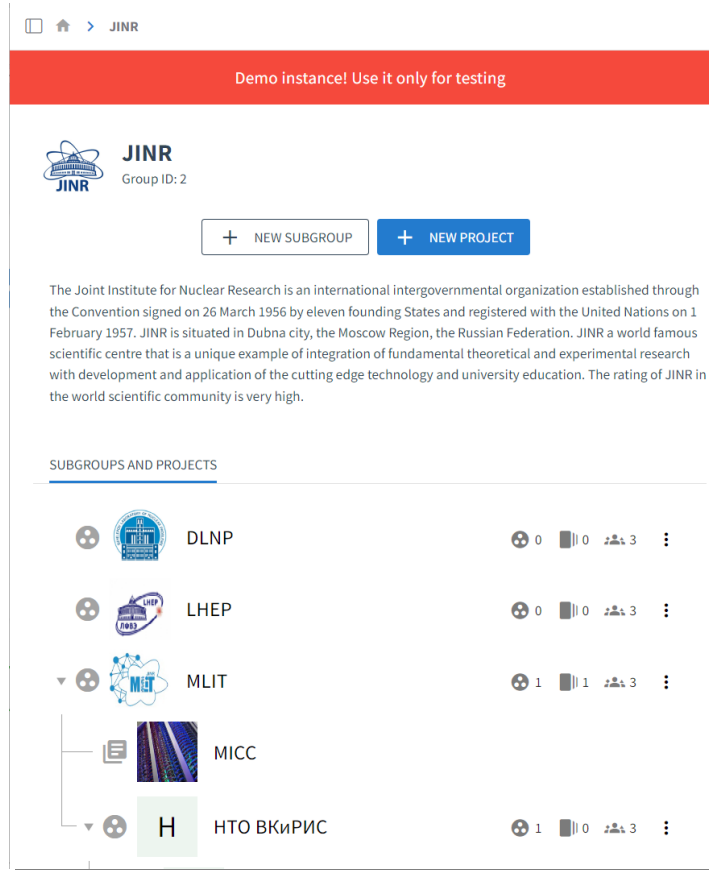 JINR
Demo instance! Use it only for testing
JINR
JINR
Group ID: 2
NEW SUBGROUP
NEW PROJECT
The Joint Institute for Nuclear Research is an international intergovernmental organization established through
the Convention signed on 26 March 1956 by eleven founding States and registered with the United Nations on 1
February 1957. JINR is situated in Dubna city, the Moscow Region, the Russian Federation. JINR a world famous
scientific centre that is a unique example of integration of fundamental theoretical and experimental research
with development and application of the cutting edge technology and university education. The rating of JINR in
the world scientific community is very high.
SUBGROUPS AND PROJECTS
DLNP 0 0 3
LHEP
ЛФВЭ
LHEP 0 0 3
MLIT
MLIT 1 1 3
MICC
Н НТО ВКиРИС 1 0 3